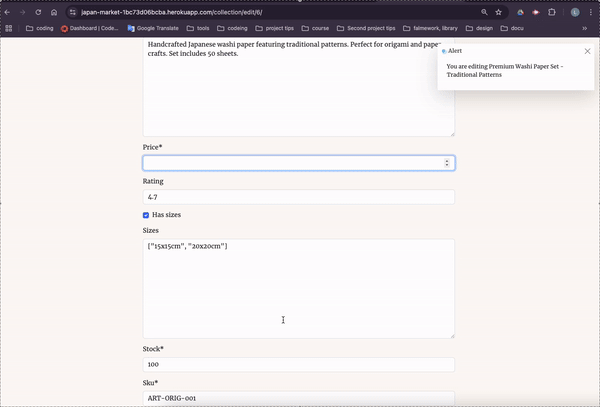 japan-market-1bc73d06bcba.herokuapp.com/collection/edit/6/
L
coding
Dashboard | Code...
Google Translate
tools
codeing
project tips
course
Second project tips
faimework, library
design
docu
Handcrafted Japanese washi paper featuring traditional patterns. Perfect for origami and paper
crafts. Set includes 50 sheets.
Alert
You are editing Premium Washi Paper Set -
Traditional Patterns
Price*
Rating
4.7
Has sizes
Sizes
["15x15cm", "20x20cm"]
Stock*
100
Sku*
ART-ORIG-001